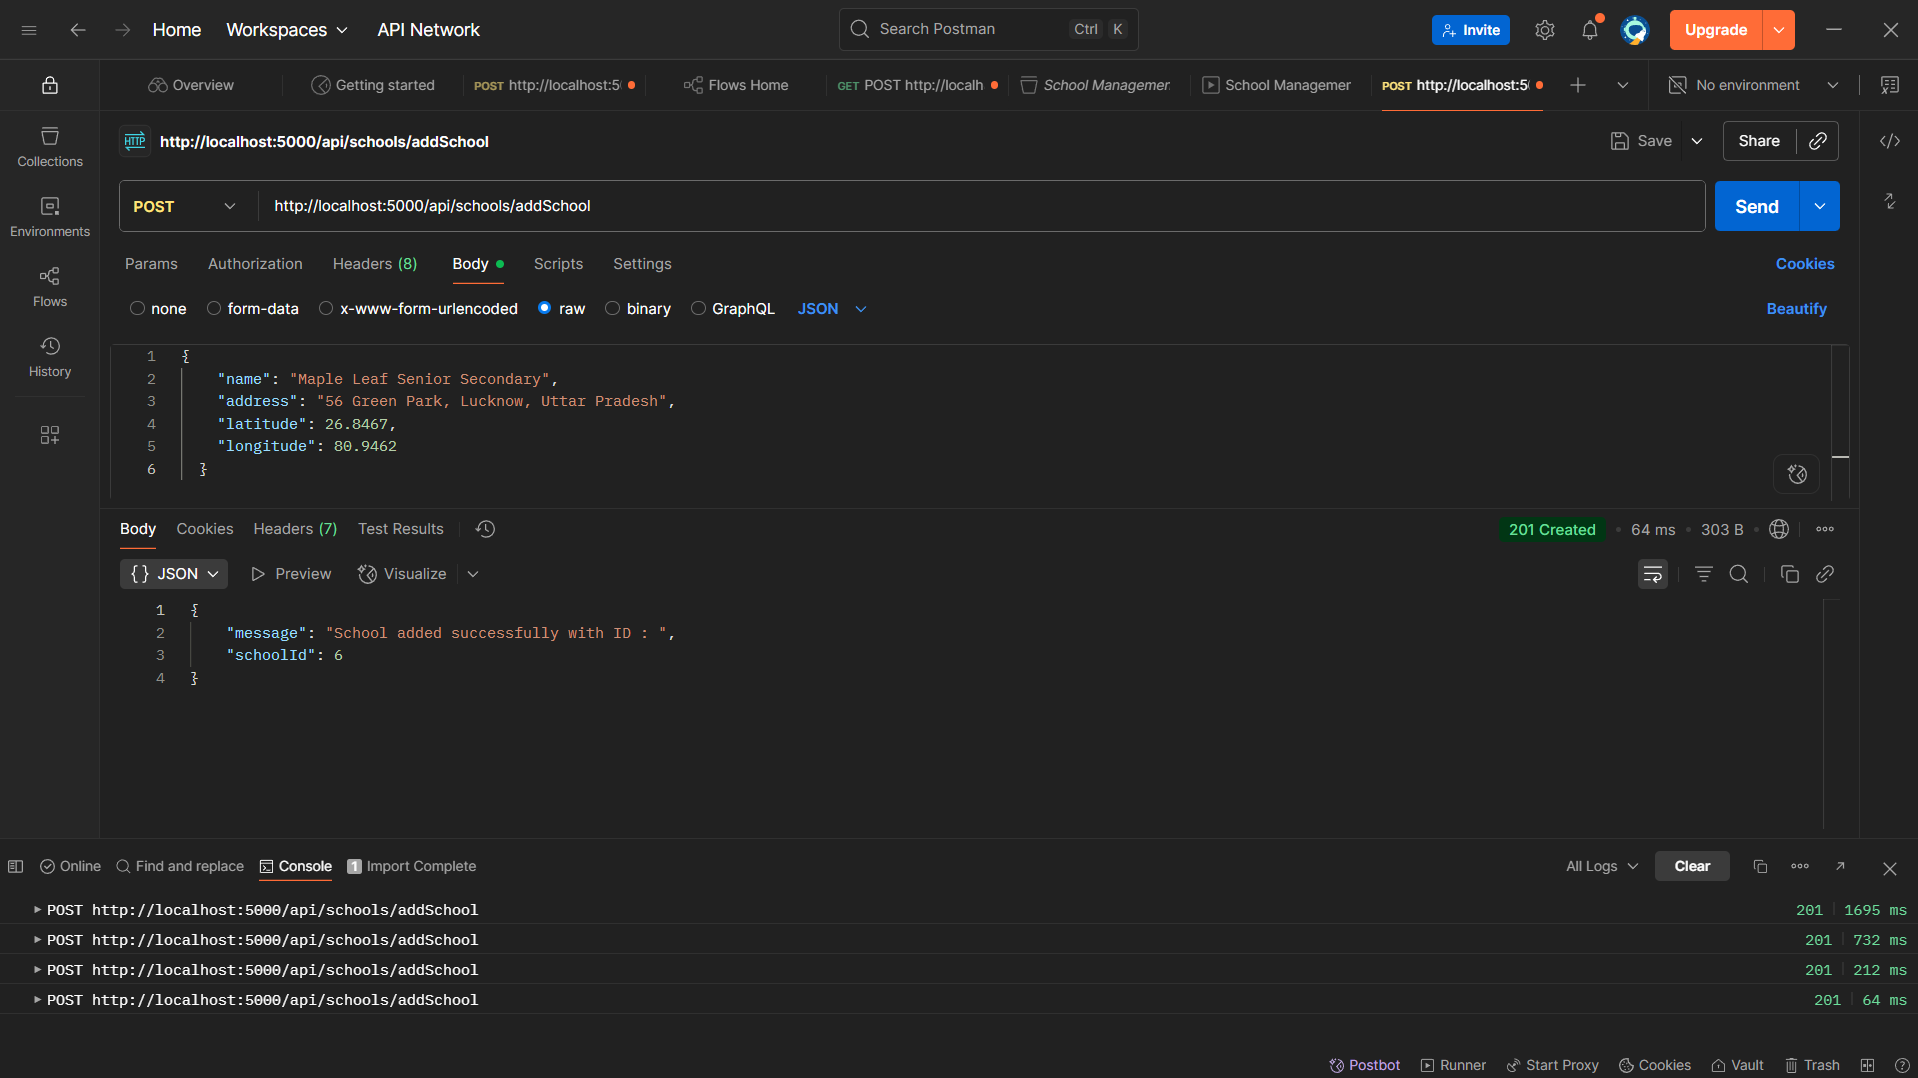 Home Workspaces API Network Search Postman Ctrl K Invite Upgrade
Overview Getting started POST http://localhost:5 Flows Home GET POST http://localh School Managemer School Managemer POST http://localhost:5 No environment
HTTP http://localhost:5000/api/schools/addSchool Save Share
Collections
Environments
Flows
History
POST http://localhost:5000/api/schools/addSchool Send
Params Authorization Headers (8) Body Scripts Settings Cookies
none form-data x-www-form-urlencoded raw binary GraphQL JSON Beautify
1 {
2 "name": "Maple Leaf Senior Secondary",
3 "address": "56 Green Park, Lucknow, Uttar Pradesh",
4 "latitude": 26.8467,
5 "longitude": 80.9462
6 }
Body Cookies Headers (7) Test Results 201 Created • 64 ms • 303 B
{} JSON Preview Visualize
1 {
2 "message": "School added successfully with ID : ",
3 "schoolId": 6
4 }
Online Find and replace Console 1 Import Complete All Logs Clear
POST http://localhost:5000/api/schools/addSchool 201 1695 ms
POST http://localhost:5000/api/schools/addSchool 201 732 ms
POST http://localhost:5000/api/schools/addSchool 201 212 ms
POST http://localhost:5000/api/schools/addSchool 201 64 ms
Postbot Runner Start Proxy Cookies Vault Trash